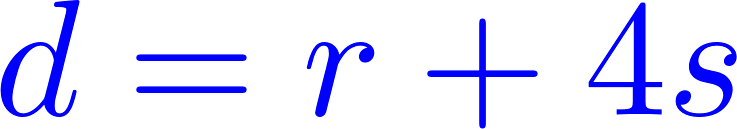 d = r + 4s